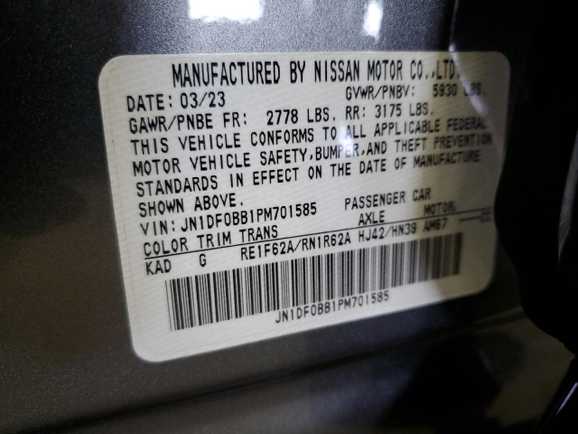 MANUFACTURED BY NISSAN MOTOR CO.,LTD.
DATE: 03/23 GVWR/PNBV: 5930 LBS.
GAWR/PNBE FR: 2778 LBS. RR: 3175 LBS.
THIS VEHICLE CONFORMS TO ALL APPLICABLE FEDERAL
MOTOR VEHICLE SAFETY, BUMPER, AND THEFT PREVENTION
STANDARDS IN EFFECT ON THE DATE OF MANUFACTURE
SHOWN ABOVE.
VIN: JN1DF0BB1PM701585 PASSENGER CAR
COLOR TRIM TRANS AXLE MOTOR
KAD G RE1F62A/RN1R62A HJ42/HN39 AM67
JN1DF0BB1PM701585